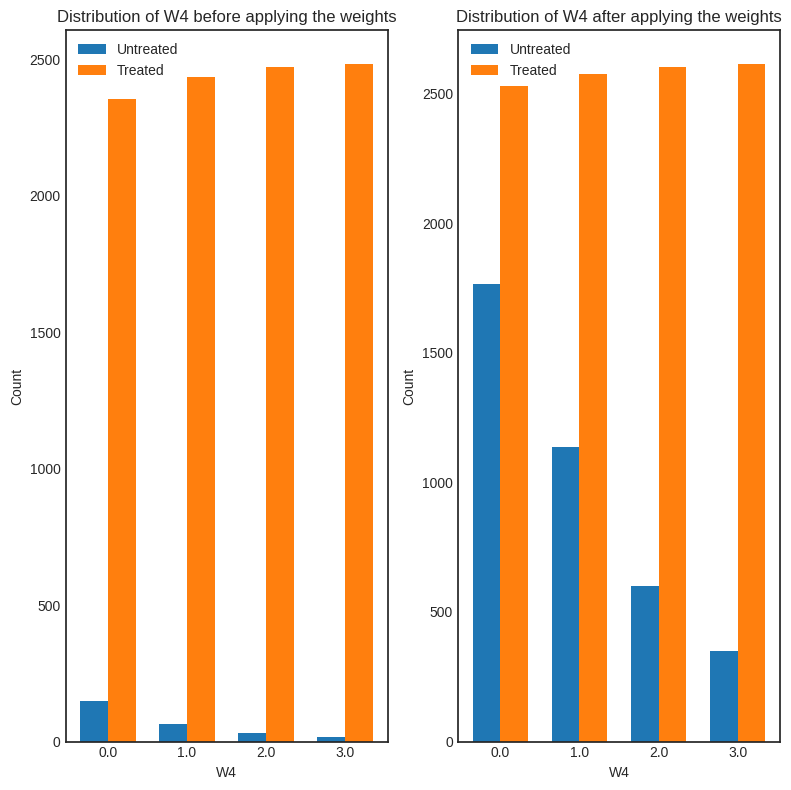 Distribution of W4 before applying the weights
Untreated
Treated
2500
2000
1500
1000
500
0
Count
0.0 1.0 2.0 3.0
W4
Distribution of W4 after applying the weights
Untreated
Treated
2500
2000
1500
1000
500
0
Count
0.0 1.0 2.0 3.0
W4